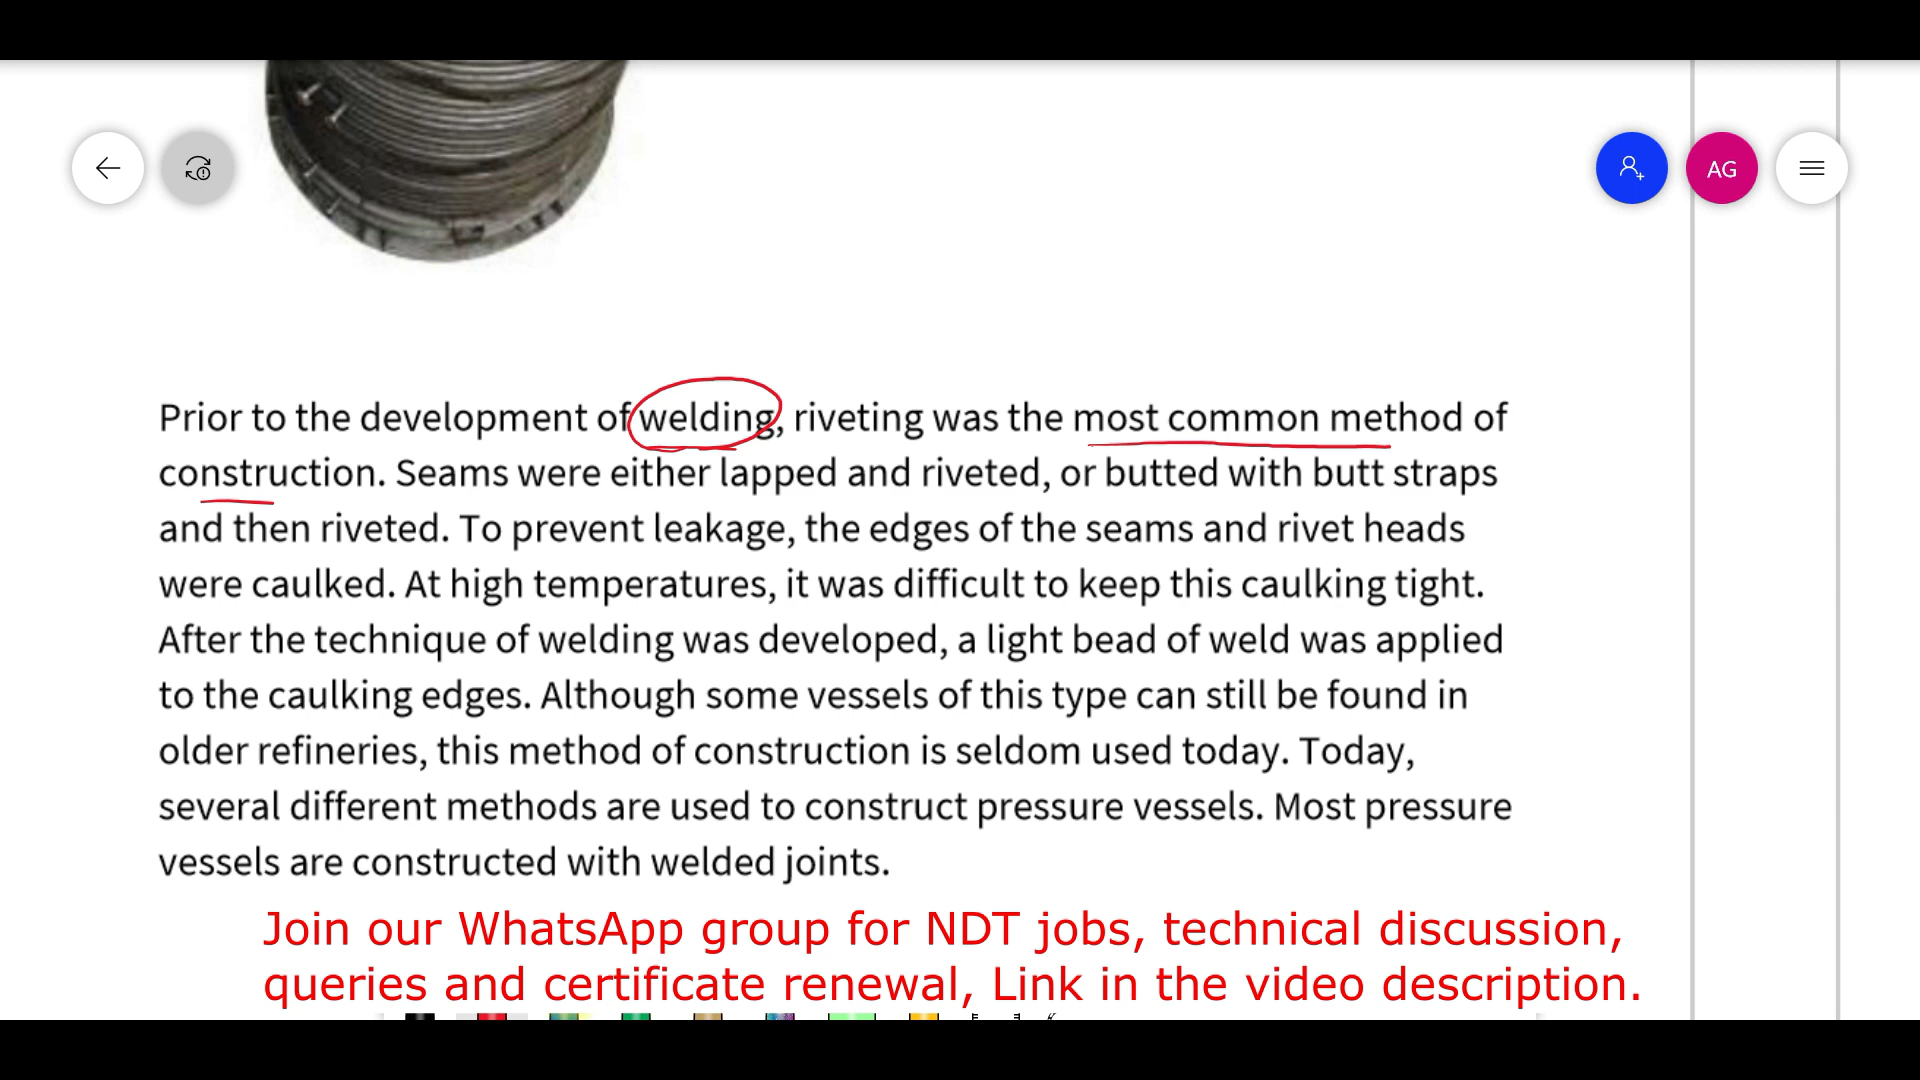 AG
Prior to the development of welding, riveting was the most common method of
construction. Seams were either lapped and riveted, or butted with butt straps
and then riveted. To prevent leakage, the edges of the seams and rivet heads
were caulked. At high temperatures, it was difficult to keep this caulking tight.
After the technique of welding was developed, a light bead of weld was applied
to the caulking edges. Although some vessels of this type can still be found in
older refineries, this method of construction is seldom used today. Today,
several different methods are used to construct pressure vessels. Most pressure
vessels are constructed with welded joints.
Join our WhatsApp group for NDT jobs, technical discussion,
queries and certificate renewal, Link in the video description.